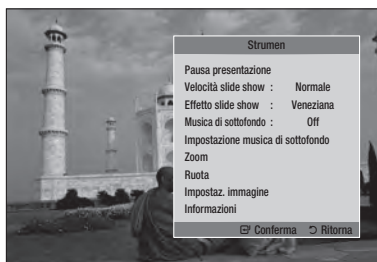 Strumen
Pausa presentazione
Velocità slide show : Normale
Effetto slide show : Veneziana
Musica di sottofondo : Off
Impostazione musica di sottofondo
Zoom
Ruota
Impostaz. immagine
Informazioni
Conferma Ritorna